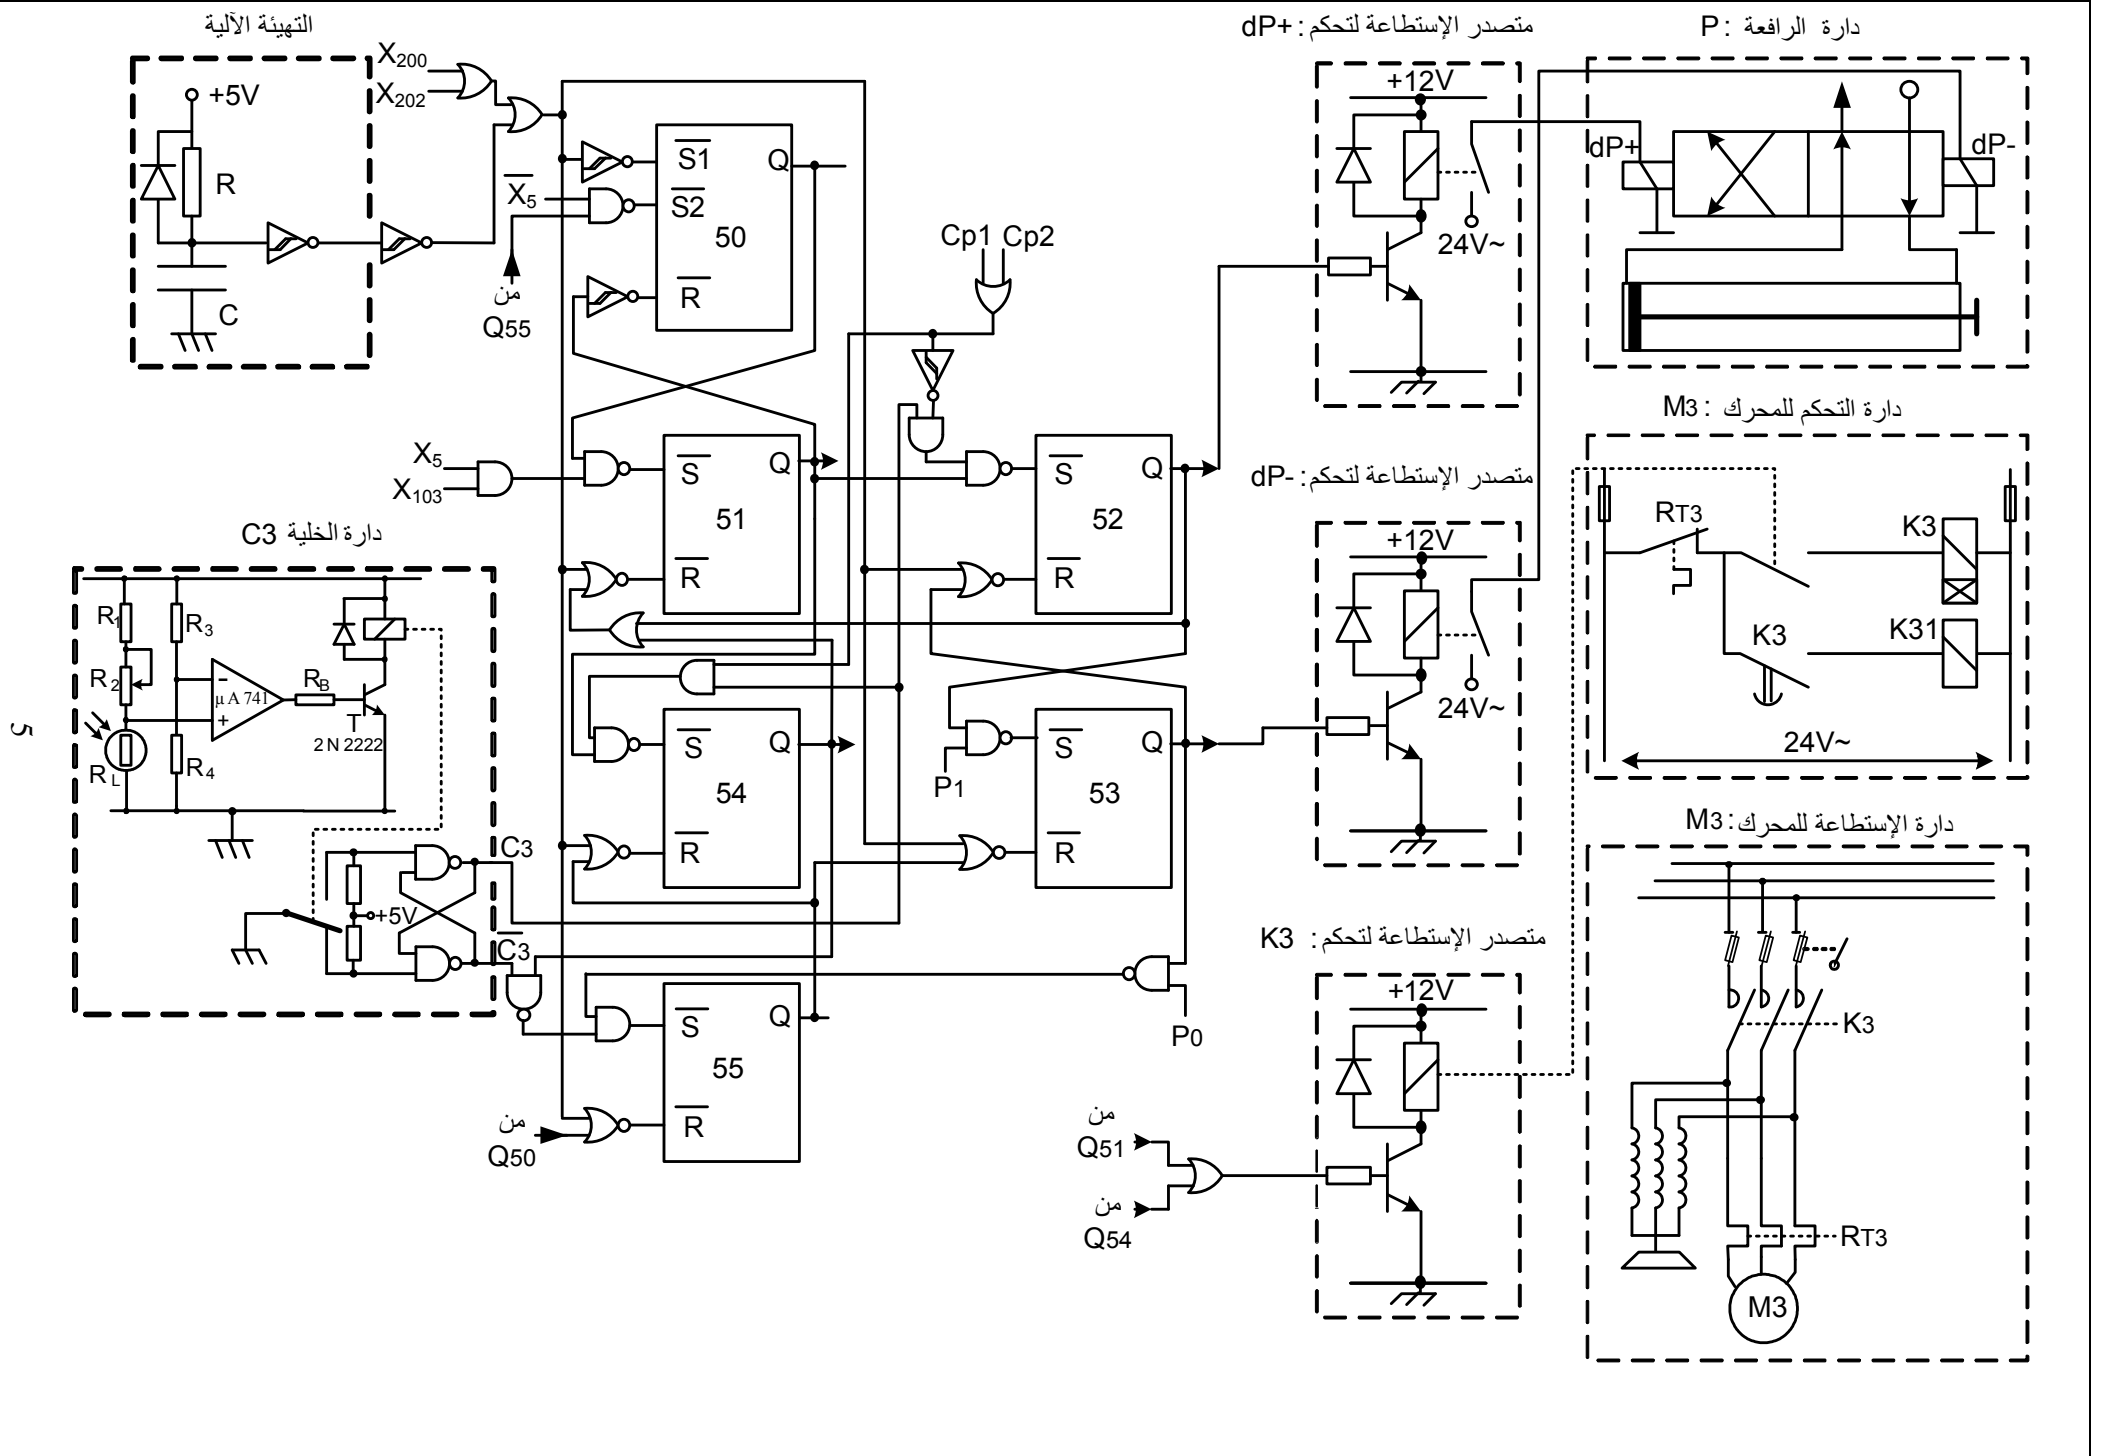 التهيئة الآلية
X200
X202
+5V
R
C
X5
من
Q55
S1
S2
R
Q
50
Cp1 Cp2
X5
X103
S
R
Q
51
S
R
Q
52
S
R
Q
54
S
R
Q
53
P1
S
R
Q
55
P0
من
Q50
من
Q51
من
Q54
دارة الخلية C3
R1
R2
R3
R4
RL
RB
µ A 741
-
+
T
2 N 2222
+5V
C3
C3
متصدر الإستطاعة لتحكم : dP+
+12V
24V~
متصدر الإستطاعة لتحكم : dP-
+12V
24V~
متصدر الإستطاعة لتحكم : K3
+12V
دارة الرافعة : P
dP+
dP-
دارة التحكم للمحرك : M3
RT3
K3
K3
K31
24V~
دارة الإستطاعة للمحرك : M3
K3
RT3
M3
5